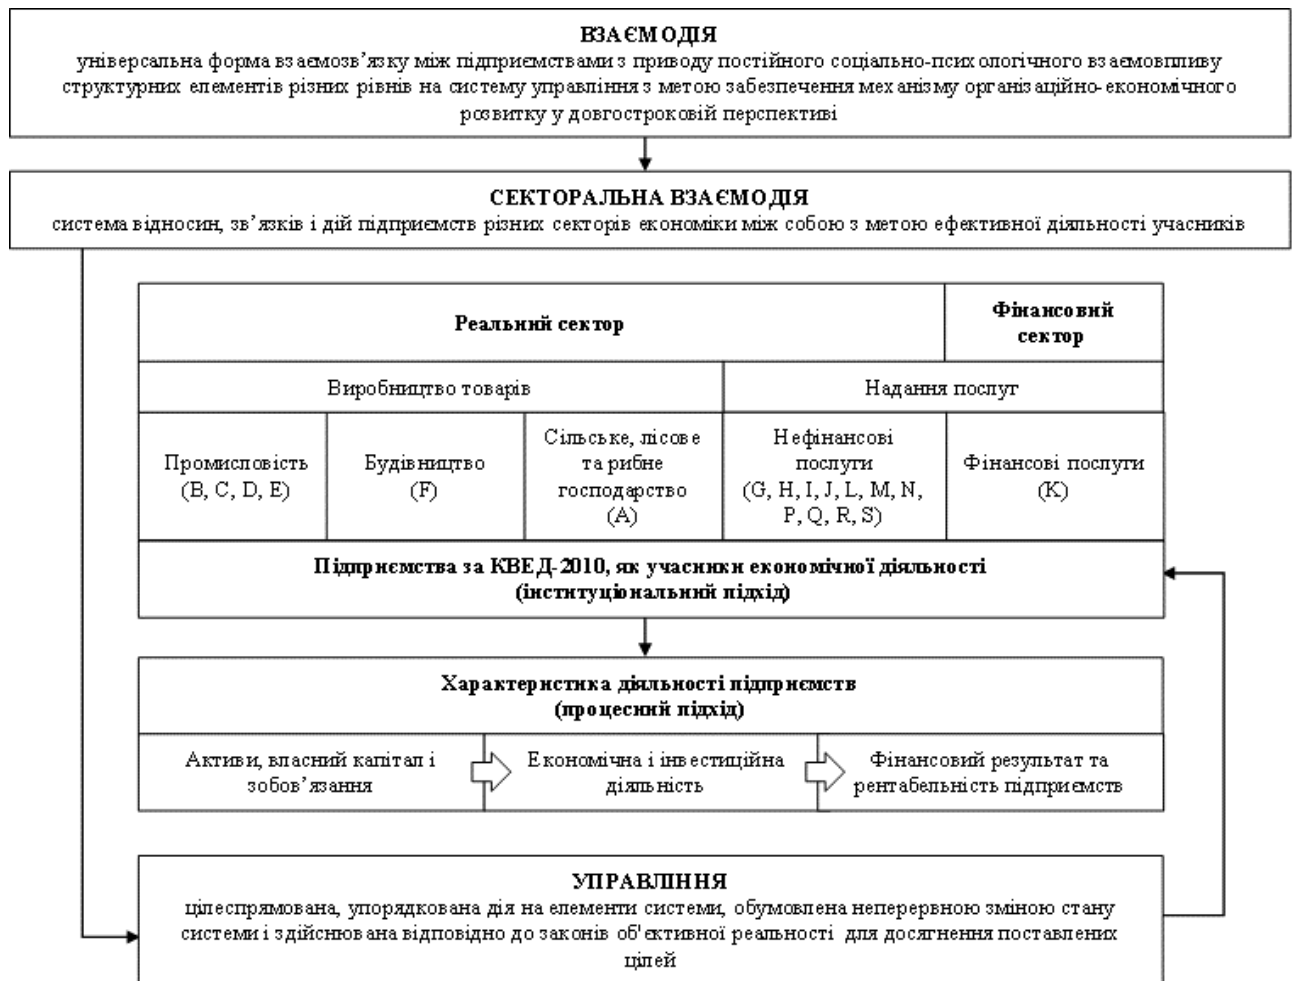 ВЗАЄМОДІЯ
універсальна форма взаємозв’язку між підприємствами з приводу постійного соціально-психологічного взаємовпливу
структурних елементів різних рівнів на систему управління з метою забезпечення механізму організаційно-економічного
розвитку у довгостроковій перспективі
СЕКТОРАЛЬНА ВЗАЄМОДІЯ
система відносин, зв’язків і дій підприємств різних секторів економіки між собою з метою ефективної діяльності учасників
Реальний сектор
Фінансовий
сектор
Виробництво товарів
Надання послуг
Промисловість
(B, C, D, E)
Будівництво
(F)
Сільське, лісове
та рибне
господарство
(A)
Нефінансові
послуги
(G, H, I, J, L, M, N,
P, Q, R, S)
Фінансові послуги
(K)
Підприємства за КВЕД-2010, як учасники економічної діяльності
(інституціональний підхід)
Характеристика діяльності підприємств
(процесний підхід)
Активи, власний капітал і
зобов’язання
Економічна і інвестиційна
діяльність
Фінансовий результат та
рентабельність підприємств
УПРАВЛІННЯ
цілеспрямована, упорядкована дія на елементи системи, обумовлена неперервною зміною стану
системи і здійснювана відповідно до законів об'єктивної реальності для досягнення поставлених
цілей